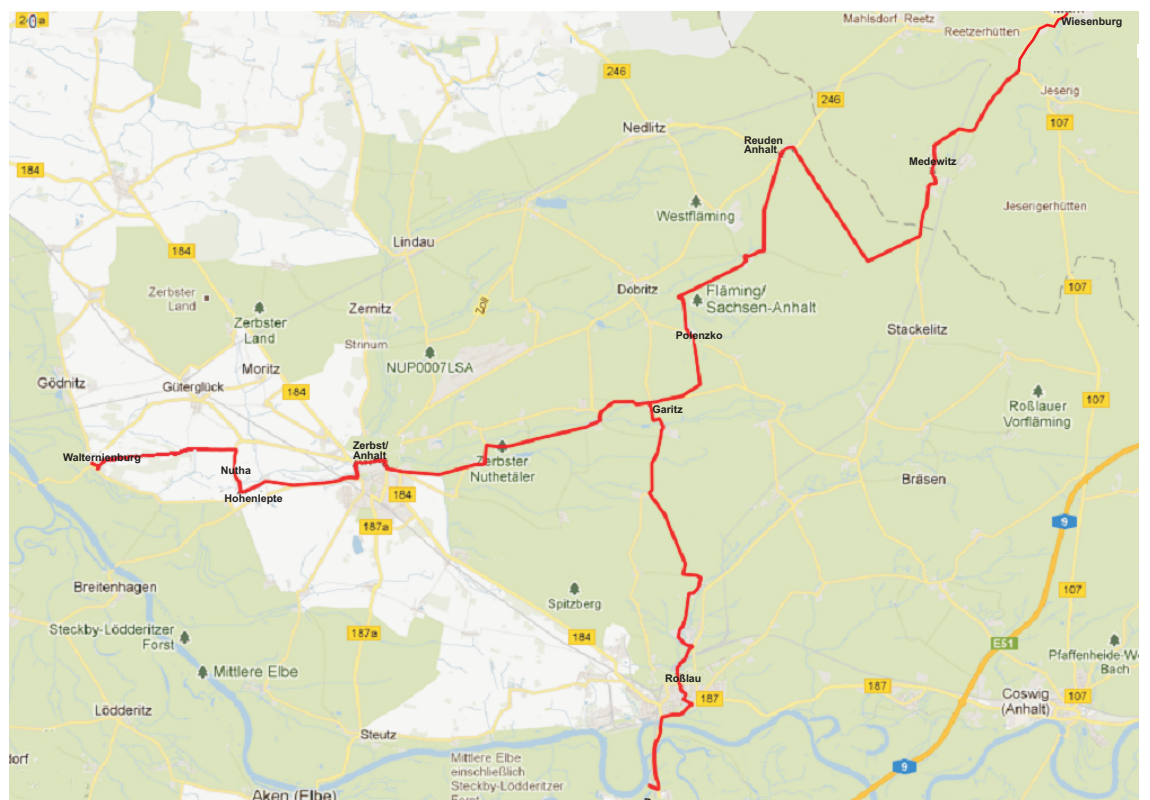 Mahlsdorf Reetz
Wiesenburg
Reetzerhütten
246
Jeserig
246
107
Nedlitz
Reuden
Anhalt
184
Medewitz
Westfläming
Jeserigerhütten
Lindau
184
107
Zerbster
Land
Dobritz
Fläming/
Sachsen-Anhalt
Zoll
Zernitz
Zerbster
Land
Polenzko
Stackelitz
Strinum
NUP0007LSA
Moritz
Gödnitz
Güterglück
184
107
Roßlauer
Vorfläming
Garitz
Zerbst/
Anhalt
Walternienburg
Nutha
Zerbster
Nuthetäler
Bräsen
Hohenlepte
184
9
187a
Breitenhagen
Spitzberg
107
Steckby-Lödderitzer
Forst
187a
184
E51
Pfaffenheide-Wö
Bach
Mittlere Elbe
Roßlau
187
187
Coswig
(Anhalt)
107
Lödderitz
Steutz
dorf
Mittlere Elbe
einschließlich
Steckby-Lödderitzer
Forst
9
Aken (Elbe)